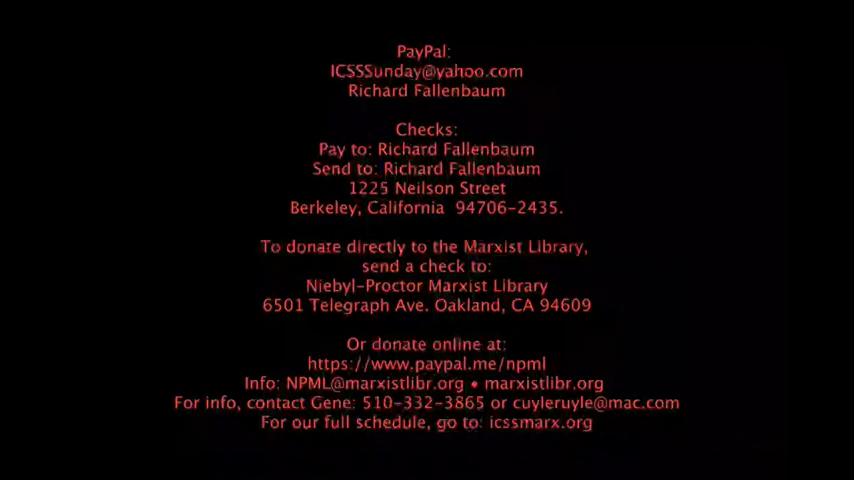 PayPal:
ICSSSunday@yahoo.com
Richard Fallenbaum
Checks:
Pay to: Richard Fallenbaum
Send to: Richard Fallenbaum
1225 Neilson Street
Berkeley, California 94706-2435.
To donate directly to the Marxist Library,
send a check to:
Niebyl-Proctor Marxist Library
6501 Telegraph Ave. Oakland, CA 94609
Or donate online at:
https://www.paypal.me/npml
Info: NPML@marxistlibr.org • marxistlibr.org
For info, contact Gene: 510-332-3865 or cuyleruyle@mac.com
For our full schedule, go to: icssmarx.org